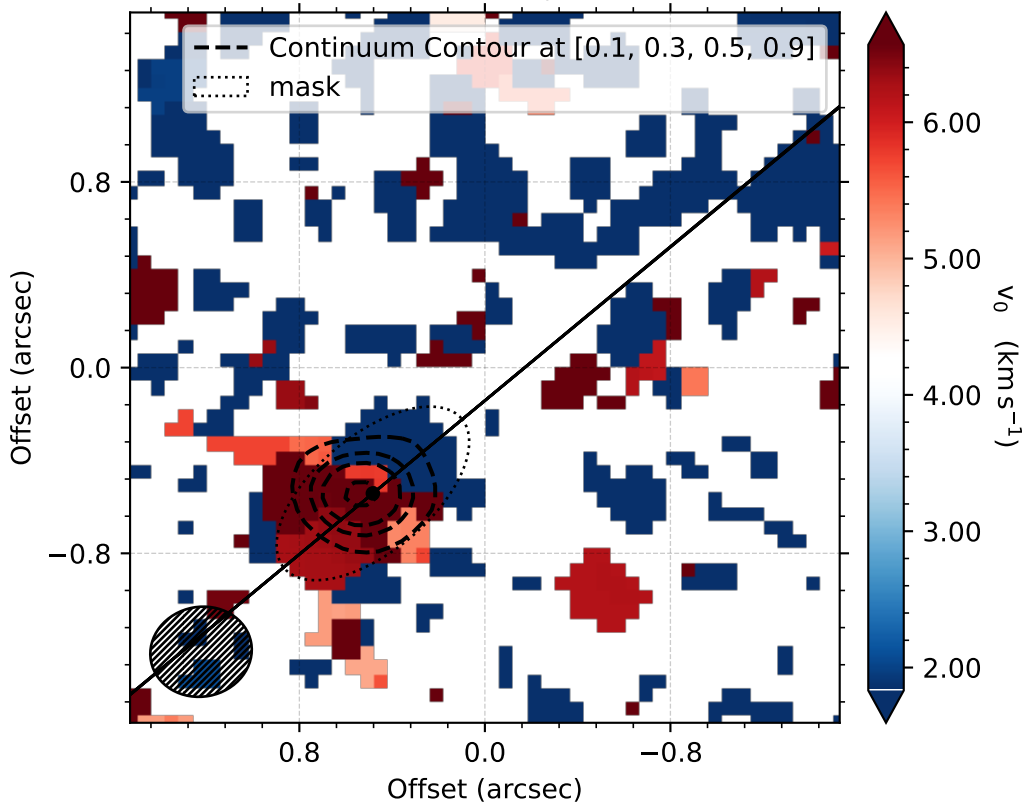 Continuum Contour at [0.1, 0.3, 0.5, 0.9]
mask
0.8
0.0
−0.8
Offset (arcsec)
0.8
0.0
−0.8
Offset (arcsec)
6.00
5.00
4.00
3.00
2.00
v₀ (km s⁻¹)